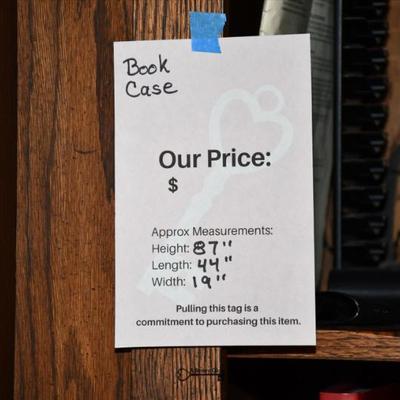 Book
Case
Our Price:
$
Approx Measurements:
Height: 87"
Length: 44"
Width: 19"
Pulling this tag is a
commitment to purchasing this item.